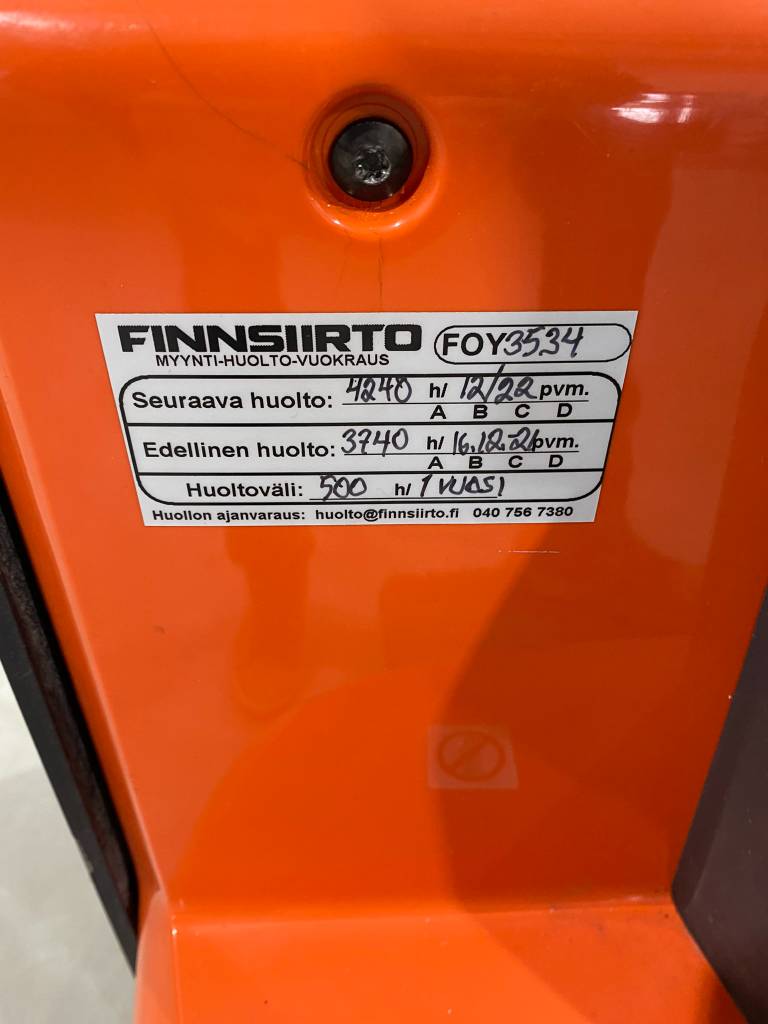 FINNSIIRTO FOY3534
MYYNTI-HUOLTO-VUOKRAUS
Seuraava huolto: 4240 h/ 12/22 pvm.
A B C D
Edellinen huolto: 3740 h/ 16.12.21 pvm.
A B C D
Huoltoväli: 500 h/ 1 VUOSI
Huollon ajanvaraus: huolto@finnsiirto.fi 040 756 7380